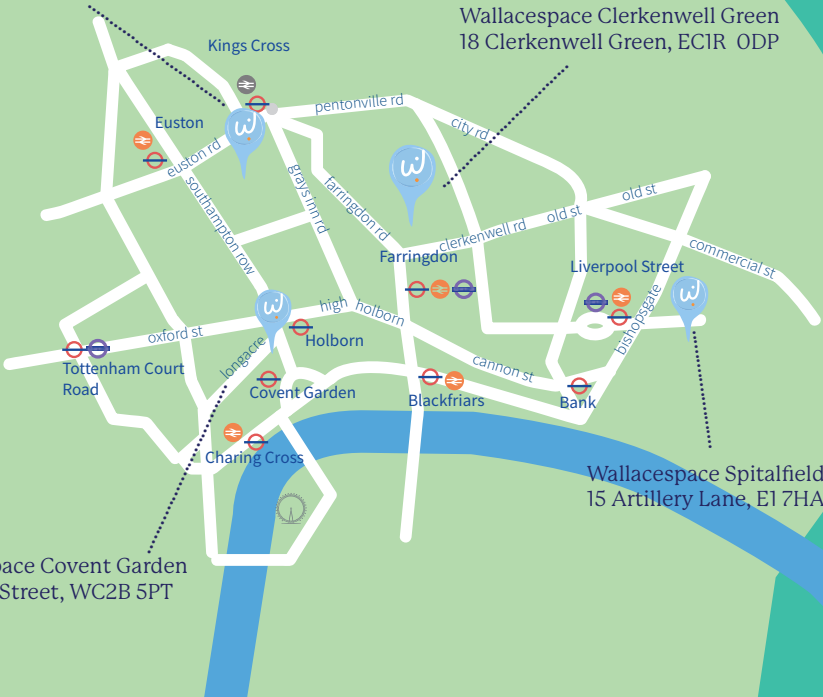 Wallacespace Clerkenwell Green
18 Clerkenwell Green, EC1R 0DP
Kings Cross
pentonville rd
Euston
city rd
euston rd
southampton row
grays inn rd
farringdon rd
old st
old st
clerkenwell rd
commercial st
Farringdon
Liverpool Street
high holborn
bishopsgate
oxford st
Holborn
longacre
cannon st
Tottenham Court
Road
Covent Garden
Blackfriars
Bank
Charing Cross
Wallacespace Spitalfield
15 Artillery Lane, E1 7HA
pace Covent Garden
Street, WC2B 5PT